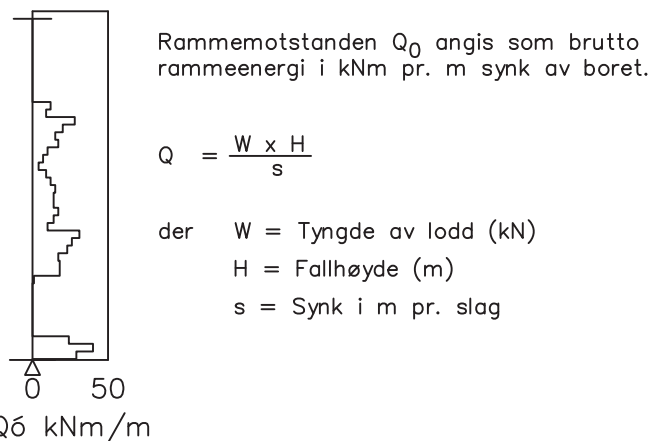 Rammemotstanden Q0 angis som brutto
rammeenergi i kNm pr. m synk av boret.
Q = W x H
s
der W = Tyngde av lodd (kN)
H = Fallhøyde (m)
s = Synk i m pr. slag
0 50
Qó kNm/m